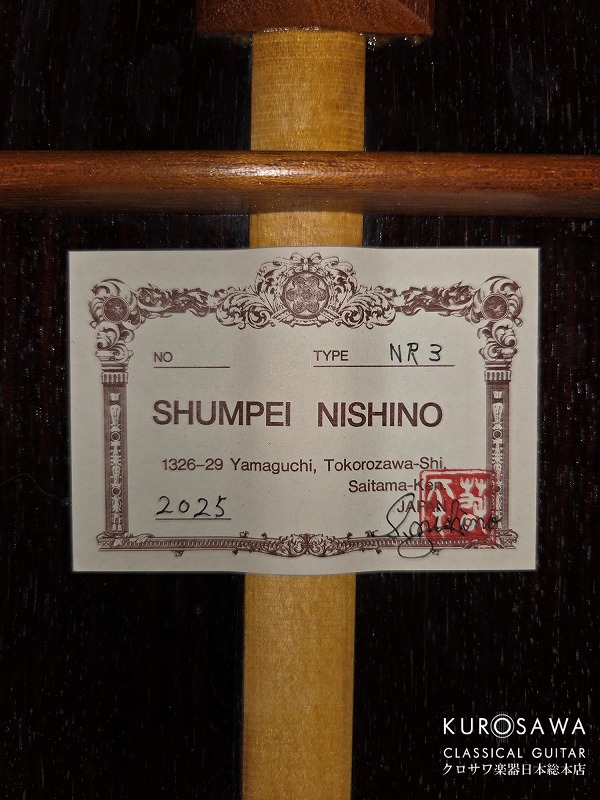 NO
TYPE NR3
SHUMPEI NISHINO
1326-29 Yamaguchi, Tokorozawa-Shi,
Saitama-Ken,
JAPAN
2025
S. Nishino
KUROSAWA
CLASSICAL GUITAR
クロサワ楽器日本総本店